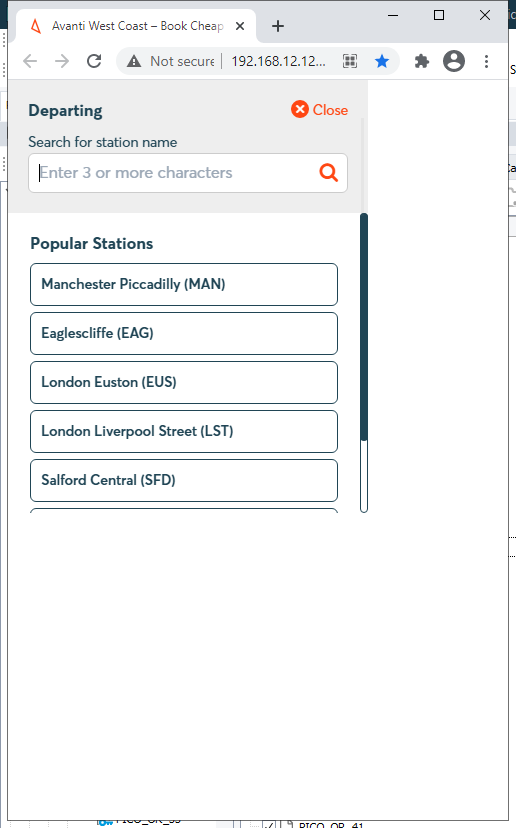 Avanti West Coast – Book Cheap
Not secure
192.168.12.12...
Departing
Close
Search for station name
Enter 3 or more characters
Popular Stations
Manchester Piccadilly (MAN)
Eaglescliffe (EAG)
London Euston (EUS)
London Liverpool Street (LST)
Salford Central (SFD)